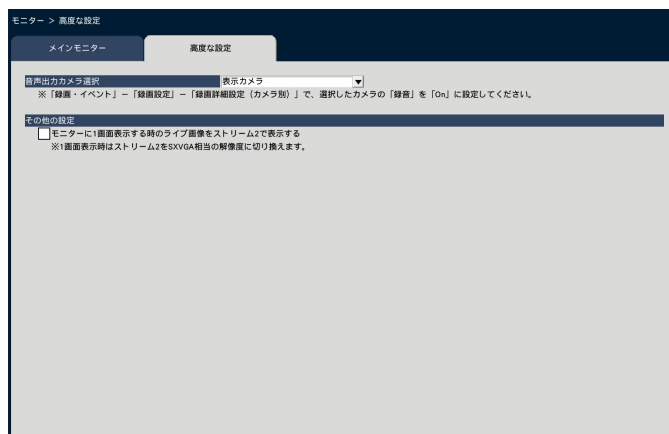 モニター > 高度な設定
メインモニター
高度な設定
音声出力カメラ選択 表示カメラ
※「録画・イベント」－「録画設定」－「録画詳細設定（カメラ別）」で、選択したカメラの「録音」を「On」に設定してください。
その他の設定
モニターに1画面表示する時のライブ画像をストリーム2で表示する
※1画面表示時はストリーム2をSXVGA相当の解像度に切り換えます。